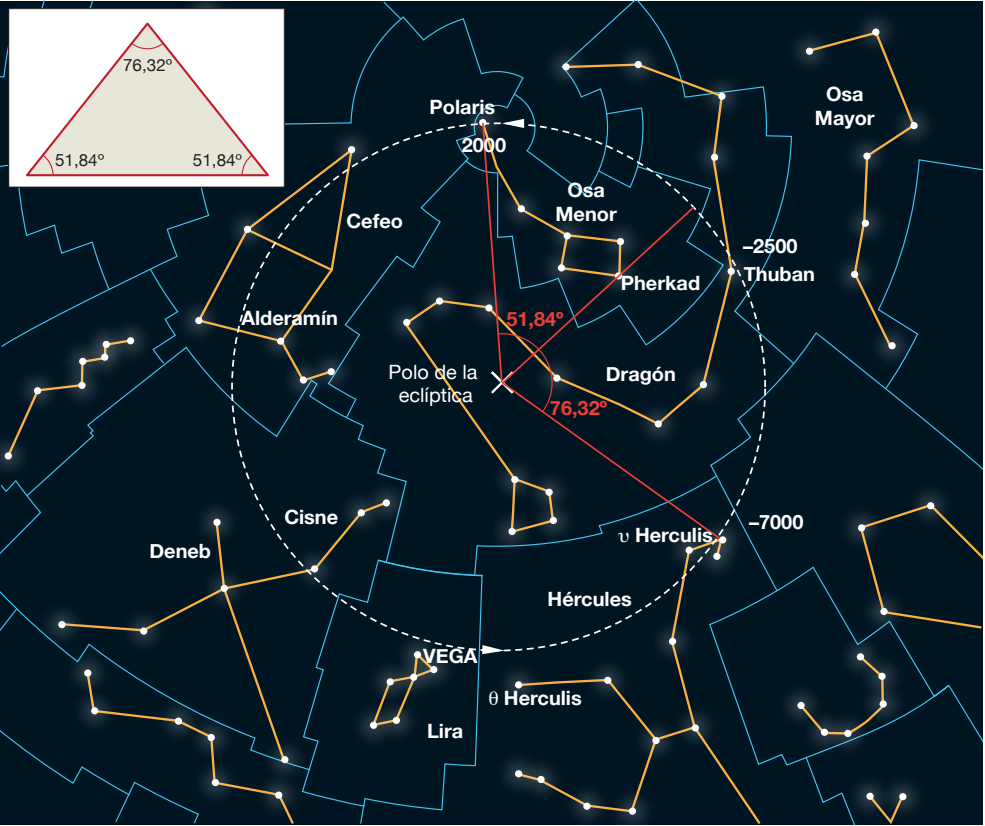 76,32º
51,84º
51,84º
Polaris
2000
Osa
Mayor
Osa
Menor
Cefeo
–2500
Thuban
Pherkad
Alderamín
51,84º
Polo de la
eclíptica
Dragón
76,32º
Cisne
–7000
υ Herculis
Deneb
Hércules
VEGA
θ Herculis
Lira